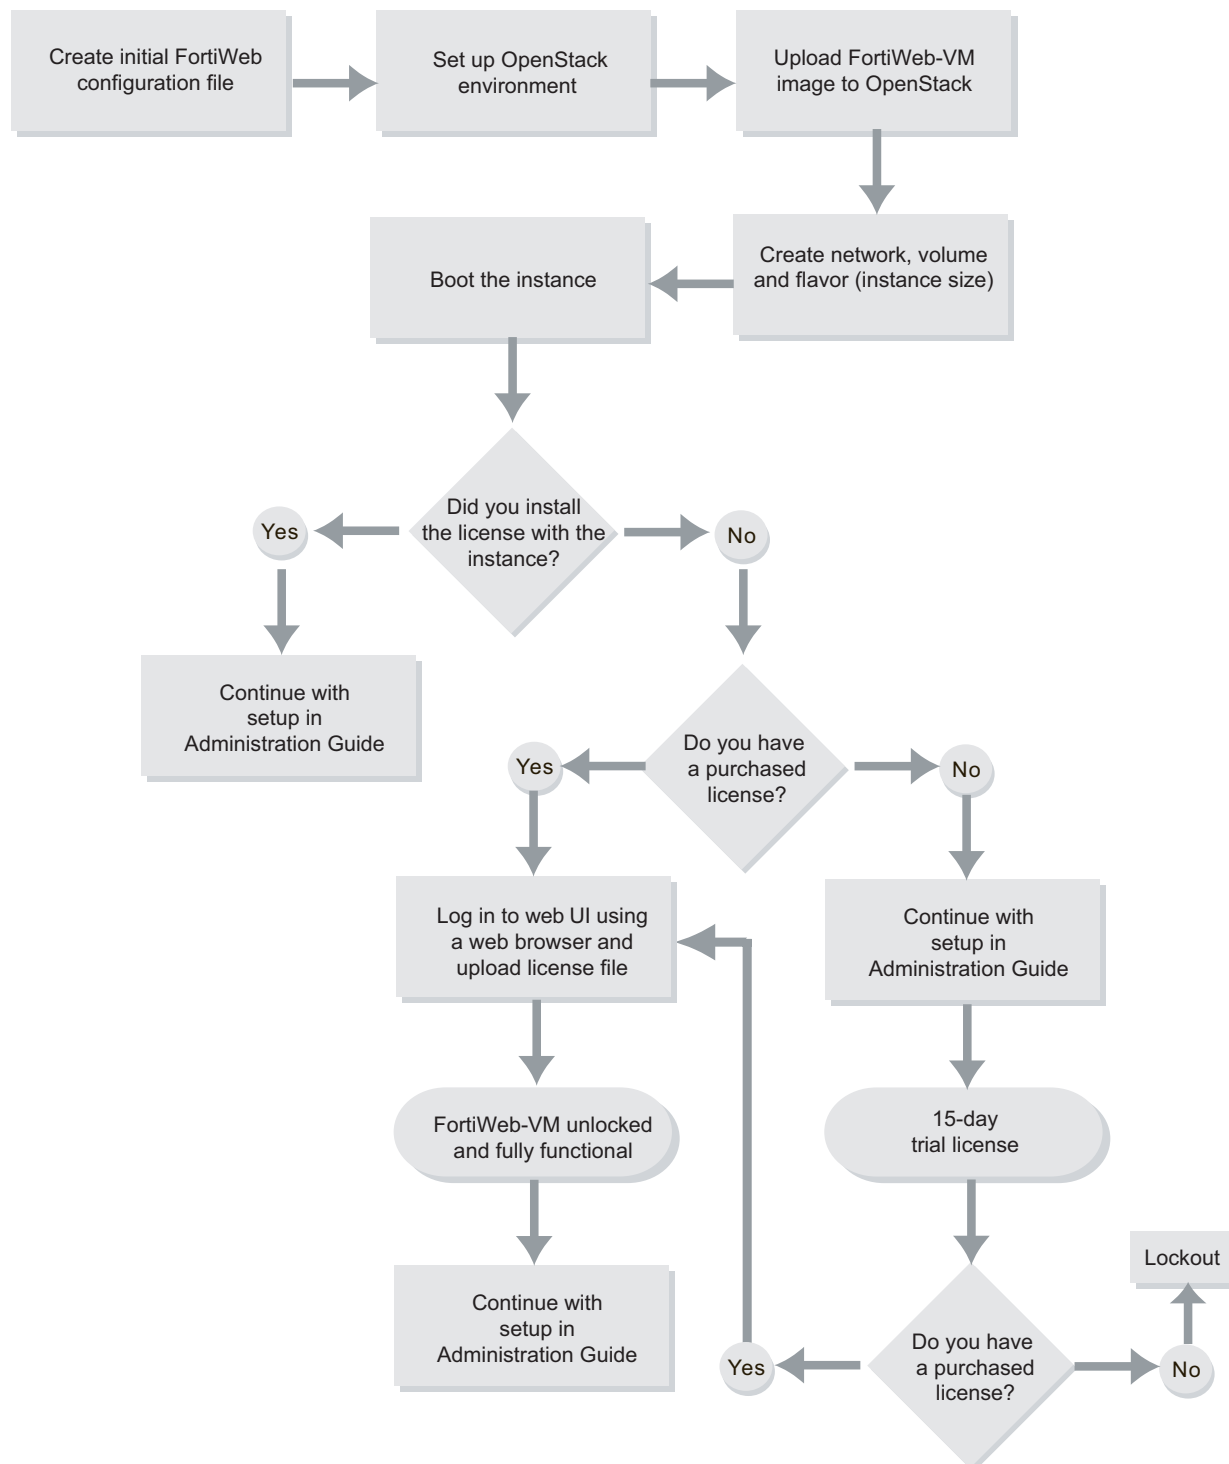 Create initial FortiWeb
configuration file
Set up OpenStack
environment
Upload FortiWeb-VM
image to OpenStack
Create network, volume
and flavor (instance size)
Boot the instance
Did you install
the license with the
instance?
Yes
No
Continue with
setup in
Administration Guide
Do you have
a purchased
license?
Yes
No
Log in to web UI using
a web browser and
upload license file
Continue with
setup in
Administration Guide
FortiWeb-VM unlocked
and fully functional
15-day
trial license
Lockout
Continue with
setup in
Administration Guide
Do you have
a purchased
license?
Yes
No